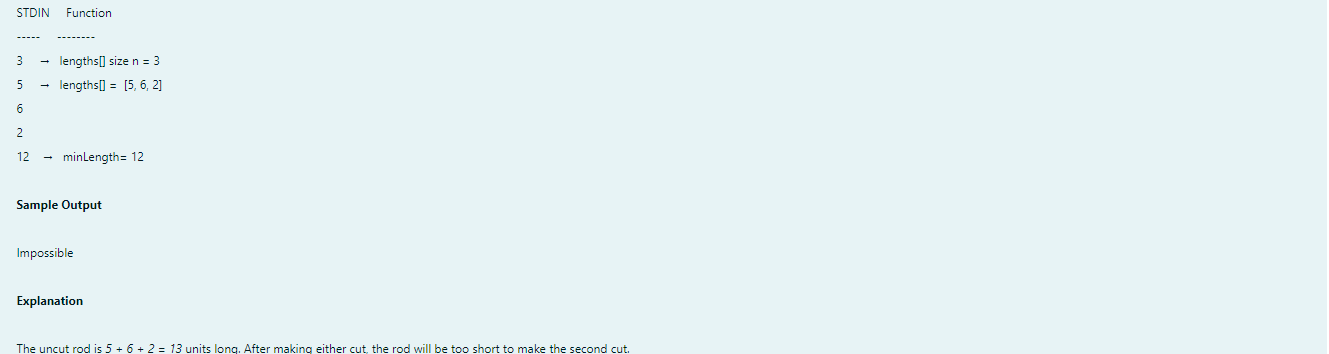 STDIN Function
----- --------
3 → lengths[] size n = 3
5 → lengths[] = [5, 6, 2]
6
2
12 → minLength= 12
Sample Output
Impossible
Explanation
The uncut rod is 5 + 6 + 2 = 13 units long. After making either cut, the rod will be too short to make the second cut.